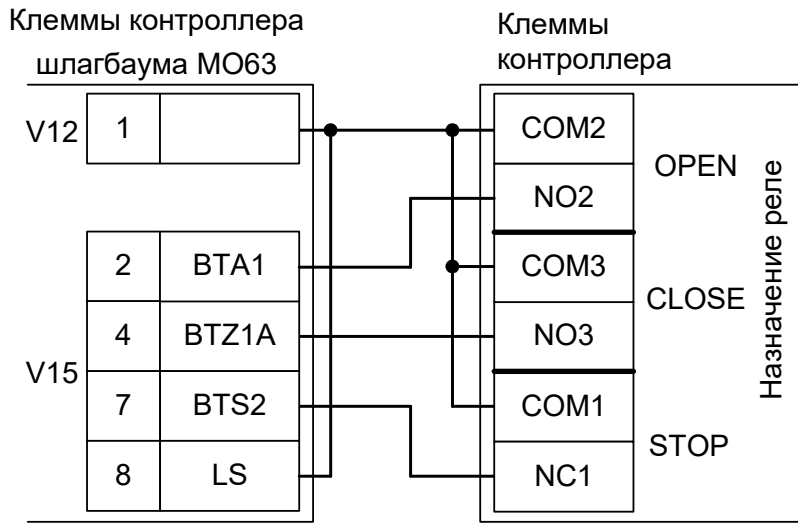 Клеммы контроллера
шлагбаума МО63
Клеммы
контроллера
V12
1
COM2
OPEN
NO2
2
BTA1
COM3
CLOSE
4
BTZ1A
NO3
V15
7
BTS2
COM1
STOP
8
LS
NC1
Назначение реле